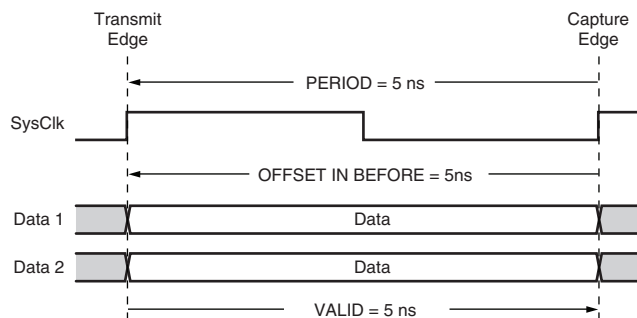 Transmit
Edge
Capture
Edge
PERIOD = 5 ns
SysClk
OFFSET IN BEFORE = 5ns
Data 1
Data
Data 2
Data
VALID = 5 ns